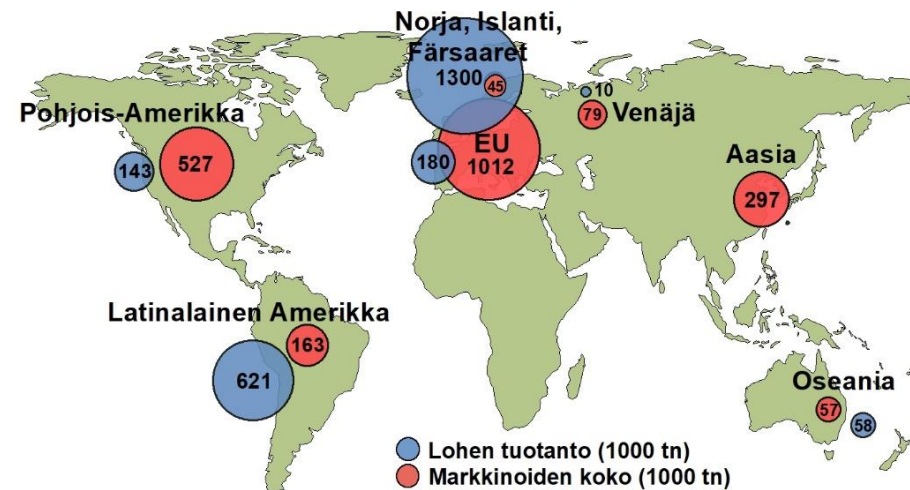 Norja, Islanti,
Färsaaret
1300
45
10
Pohjois-Amerikka
79
Venäjä
EU
527
180
1012
Aasia
143
297
Latinalainen Amerikka
163
621
Oseania
57
58
Lohen tuotanto (1000 tn)
Markkinoiden koko (1000 tn)